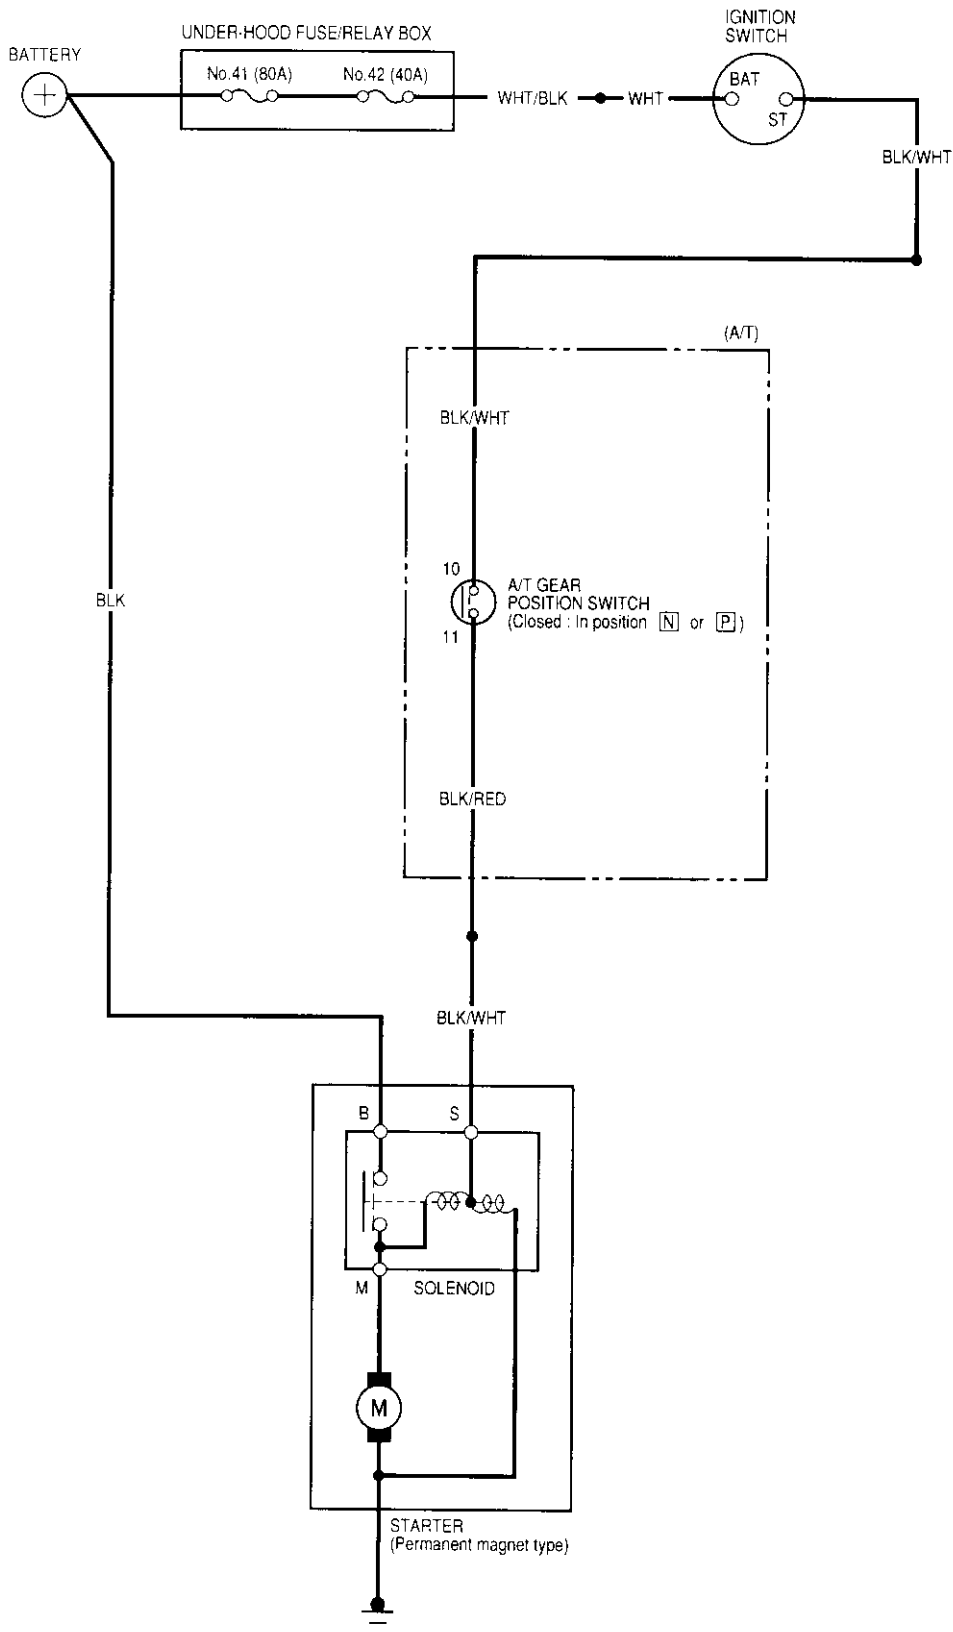 IGNITION
SWITCH
UNDER-HOOD FUSE/RELAY BOX
BATTERY
No.41 (80A)
No.42 (40A)
BAT
WHT/BLK
WHT
ST
BLK/WHT
(A/T)
BLK/WHT
10
A/T GEAR
POSITION SWITCH
(Closed : In position N or P)
11
BLK
BLK/RED
BLK/WHT
B
S
M
SOLENOID
M
STARTER
(Permanent magnet type)